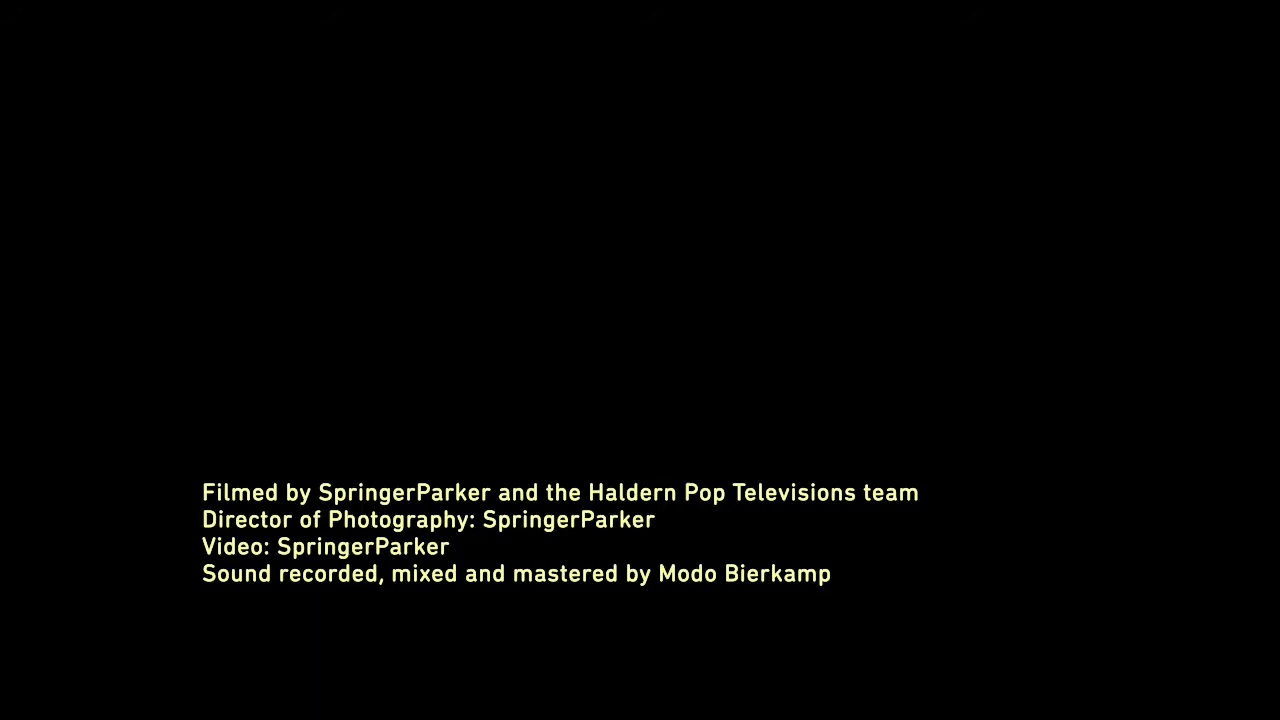 Filmed by SpringerParker and the Haldern Pop Televisions team
Director of Photography: SpringerParker
Video: SpringerParker
Sound recorded, mixed and mastered by Modo Bierkamp